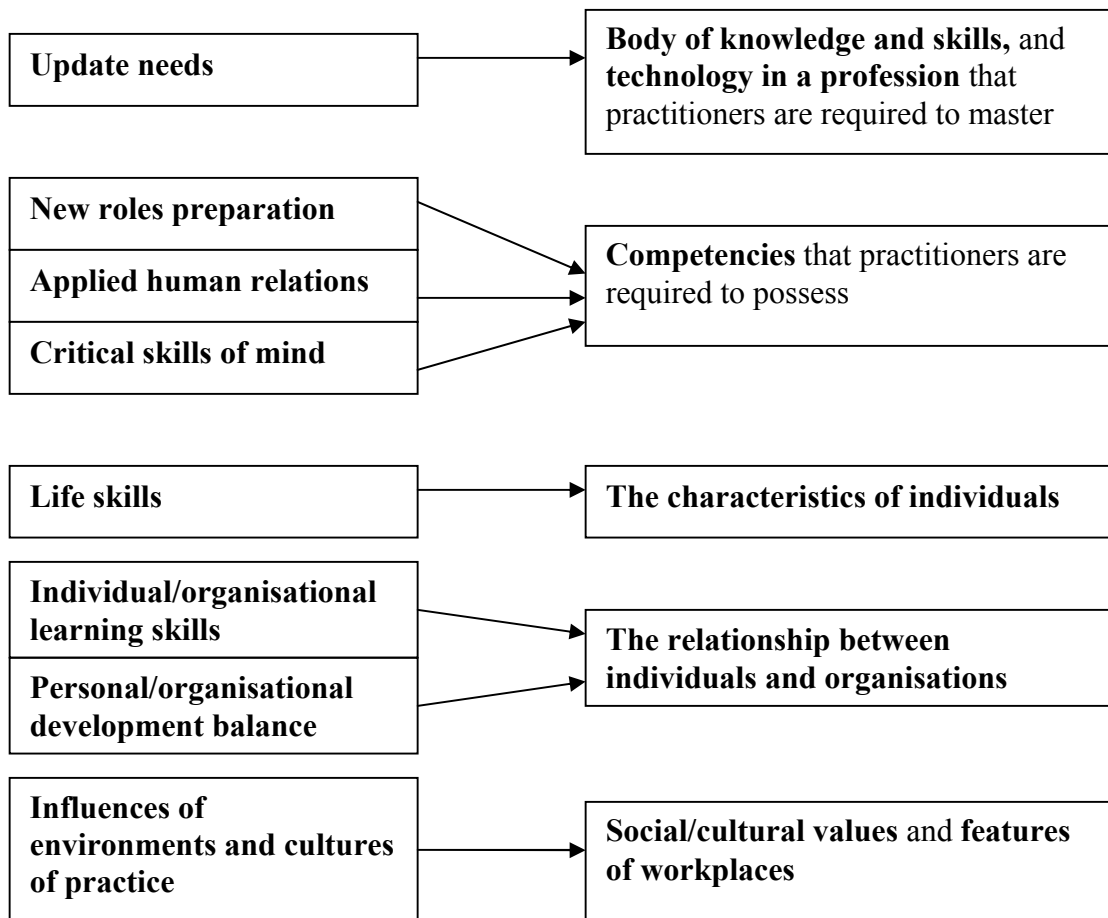 Update needs
Body of knowledge and skills, and
technology in a profession that
practitioners are required to master
New roles preparation
Applied human relations
Critical skills of mind
Competencies that practitioners are
required to possess
Life skills
The characteristics of individuals
Individual/organisational
learning skills
Personal/organisational
development balance
The relationship between
individuals and organisations
Influences of
environments and cultures
of practice
Social/cultural values and features
of workplaces